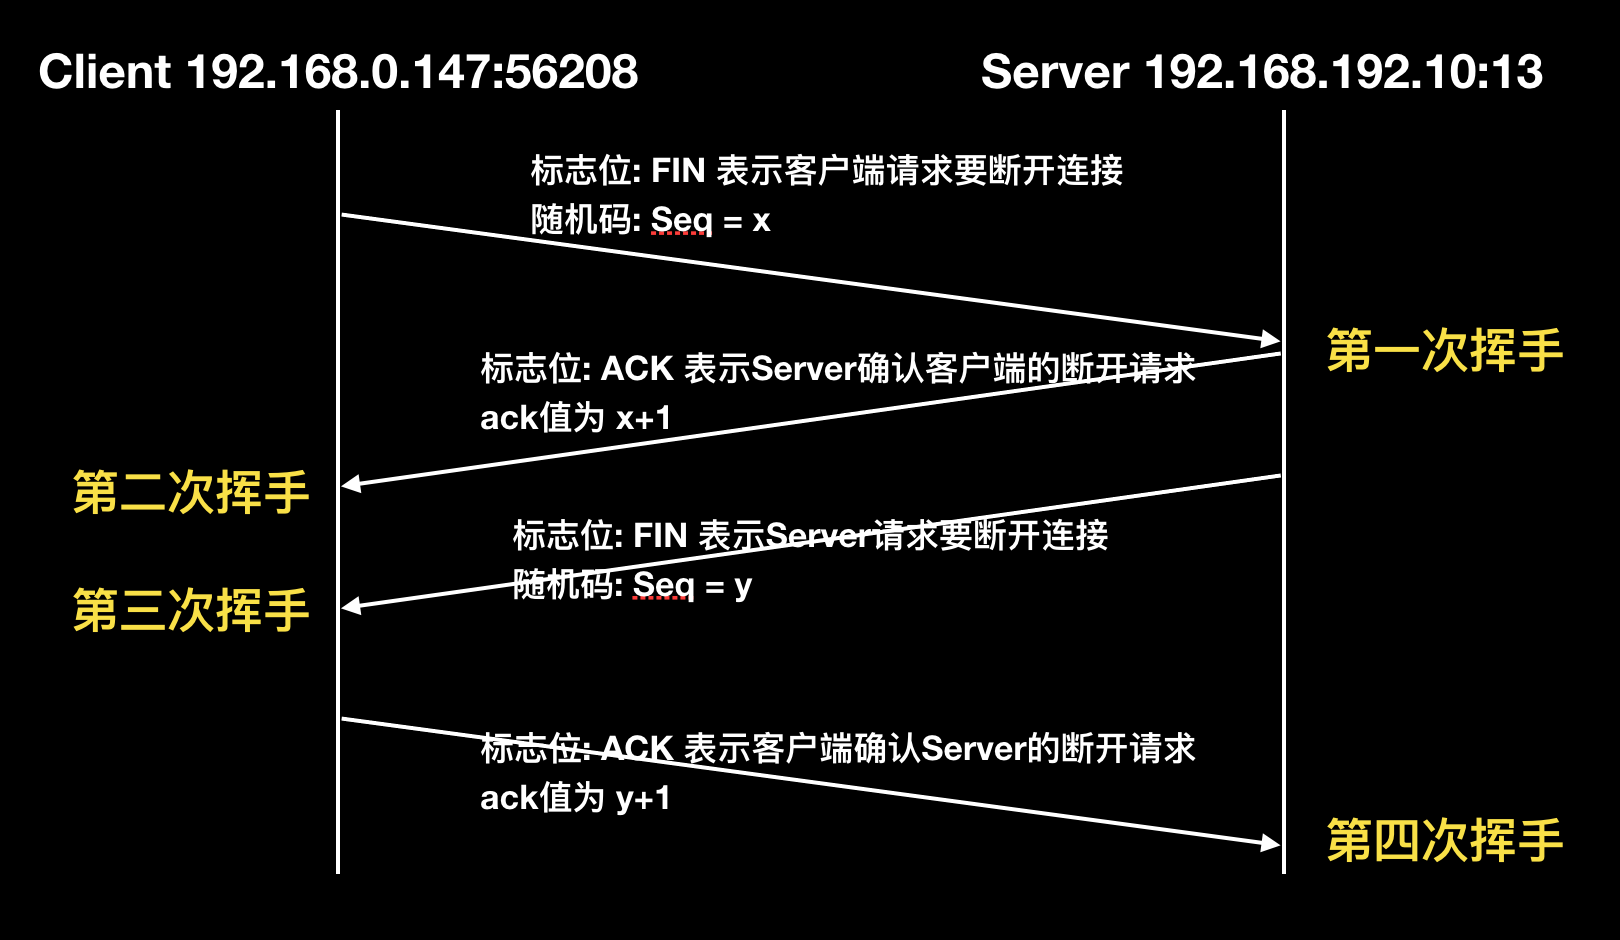 Client 192.168.0.147:56208
Server 192.168.192.10:13
标志位: FIN 表示客户端请求要断开连接
随机码: Seq = x
第一次挥手
标志位: ACK 表示Server确认客户端的断开请求
ack值为 x+1
第二次挥手
标志位: FIN 表示Server请求要断开连接
随机码: Seq = y
第三次挥手
标志位: ACK 表示客户端确认Server的断开请求
ack值为 y+1
第四次挥手